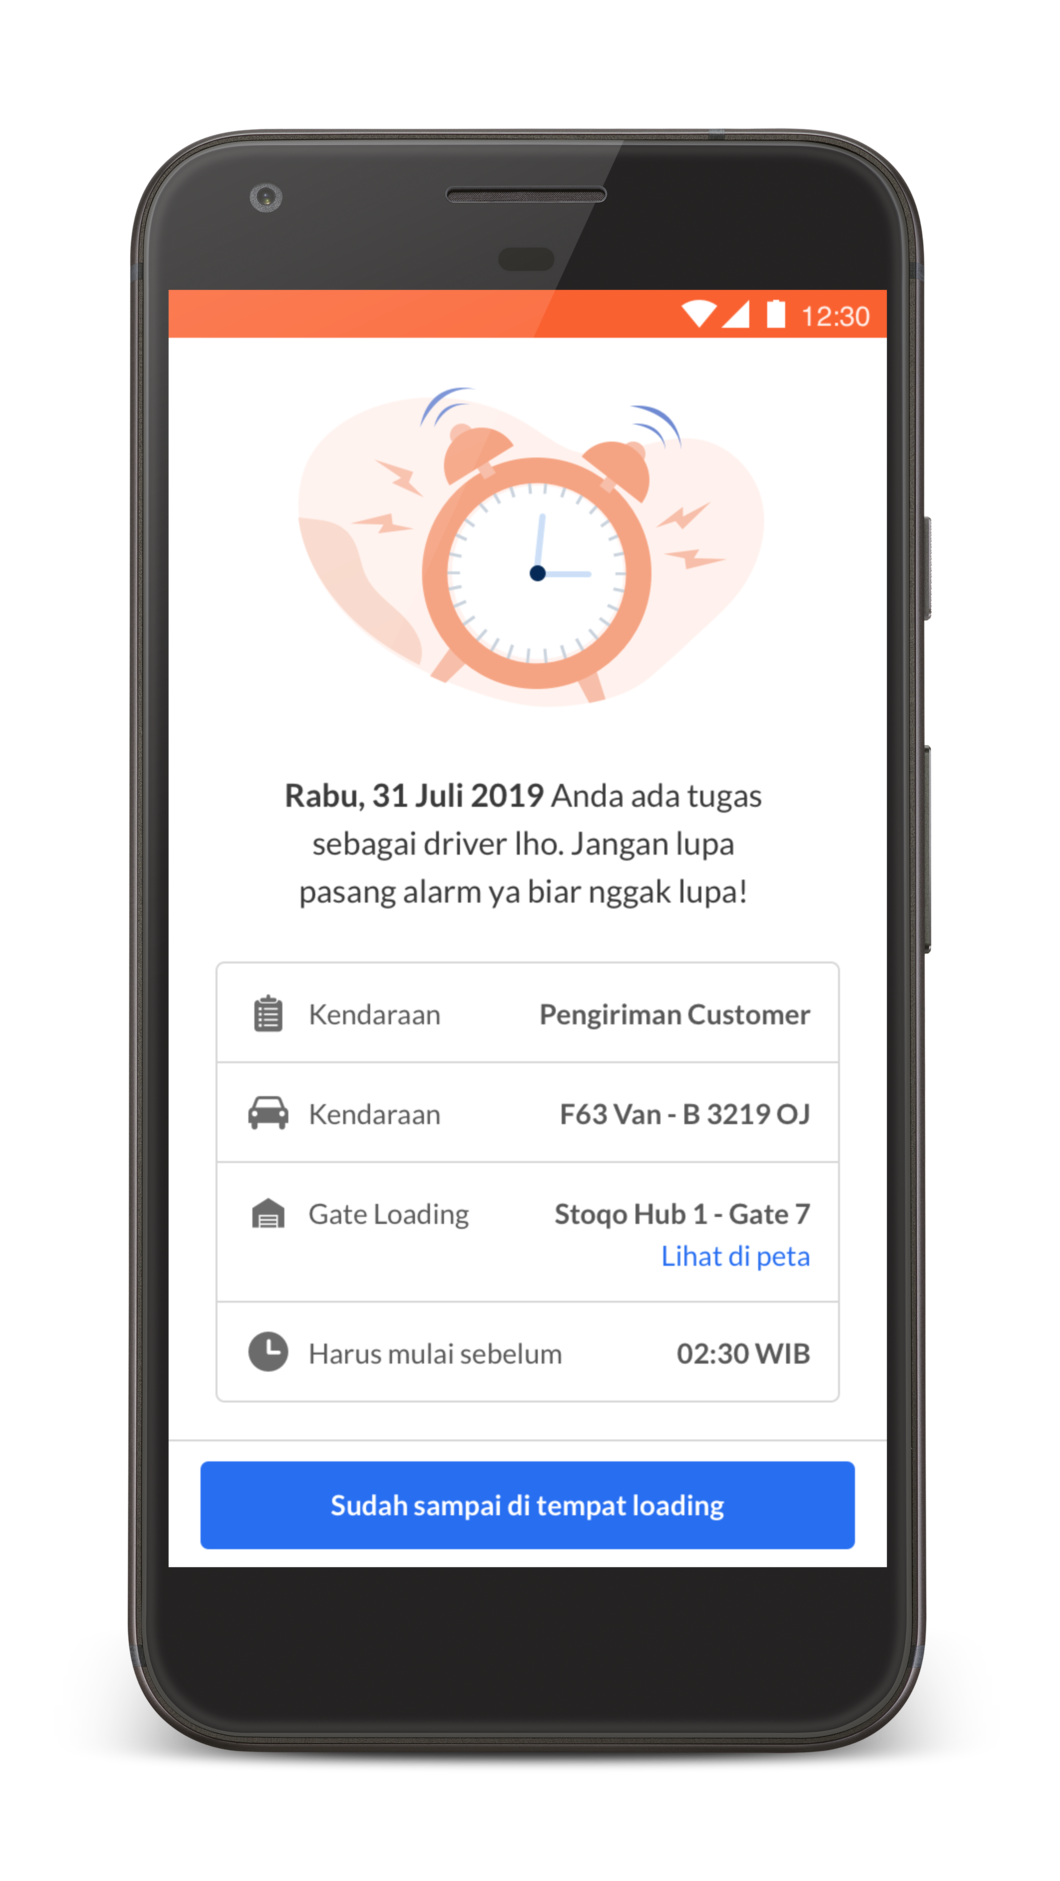 12:30
Rabu, 31 Juli 2019 Anda ada tugas
sebagai driver lho. Jangan lupa
pasang alarm ya biar nggak lupa!
Kendaraan Pengiriman Customer
Kendaraan F63 Van - B 3219 OJ
Gate Loading Stoqo Hub 1 - Gate 7
Lihat di peta
Harus mulai sebelum 02:30 WIB
Sudah sampai di tempat loading